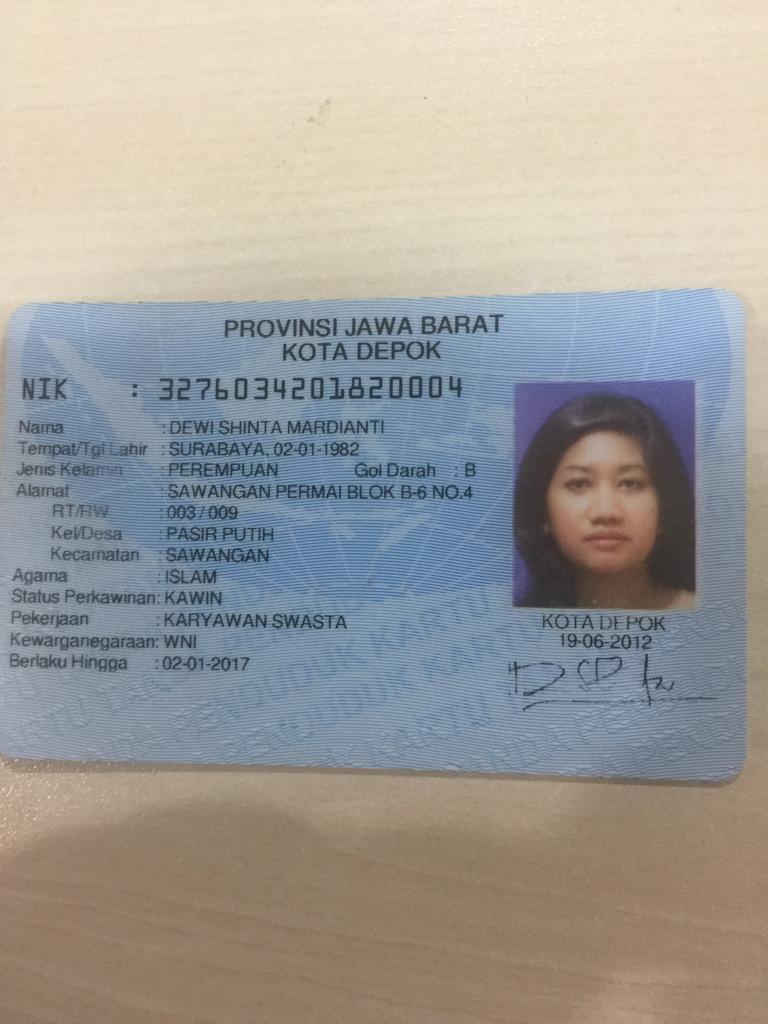 PROVINSI JAWA BARAT
KOTA DEPOK
NIK : 3276034201820004
Nama : DEWI SHINTA MARDIANTI
Tempat/Tgl Lahir : SURABAYA, 02-01-1982
Jenis Kelamin : PEREMPUAN Gol Darah : B
Alamat : SAWANGAN PERMAI BLOK B-6 NO.4
RT/RW : 003 / 009
Kel/Desa : PASIR PUTIH
Kecamatan : SAWANGAN
Agama : ISLAM
Status Perkawinan: KAWIN
Pekerjaan : KARYAWAN SWASTA
Kewarganegaraan: WNI
Berlaku Hingga : 02-01-2017
KOTA DEPOK
19-06-2012